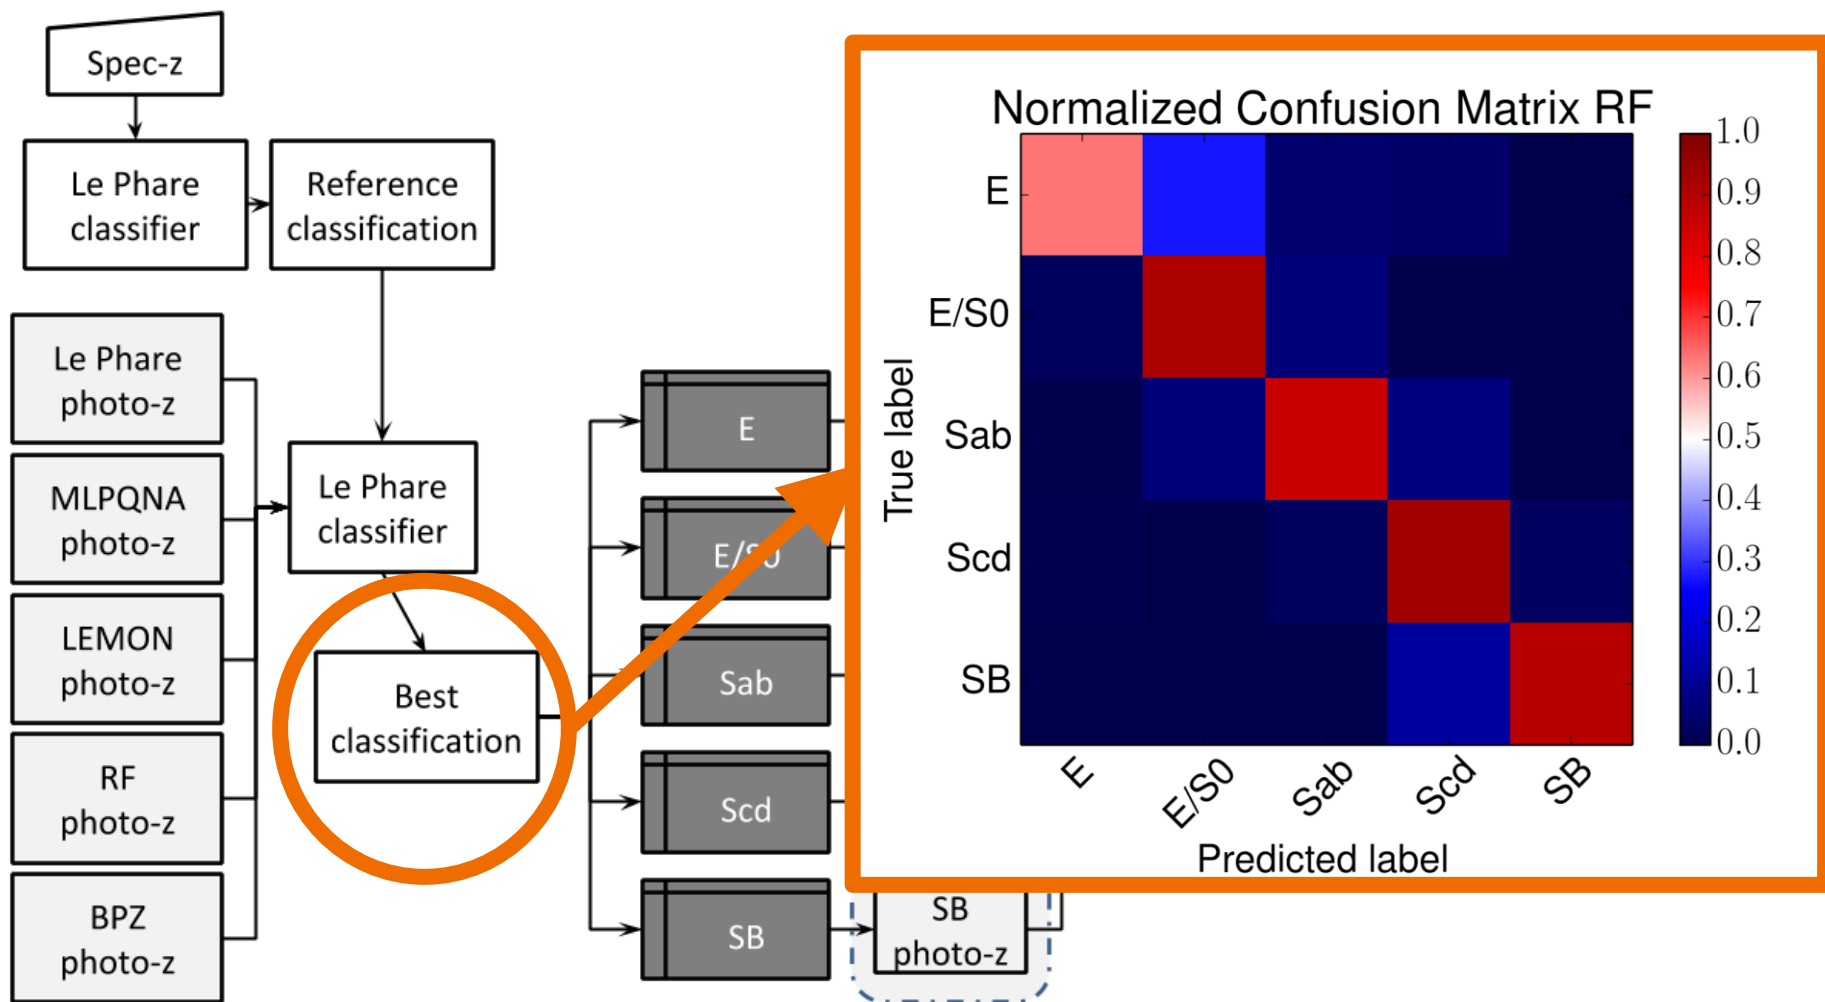 Spec-z
Le Phare
classifier
Reference
classification
Le Phare
photo-z
MLPQNA
photo-z
LEMON
photo-z
RF
photo-z
BPZ
photo-z
Le Phare
classifier
Best
classification
E
E/S0
Sab
Scd
SB
SB
photo-z
Normalized Confusion Matrix RF
True label
E
E/S0
Sab
Scd
SB
E
E/S0
Sab
Scd
SB
Predicted label
1.0
0.9
0.8
0.7
0.6
0.5
0.4
0.3
0.2
0.1
0.0